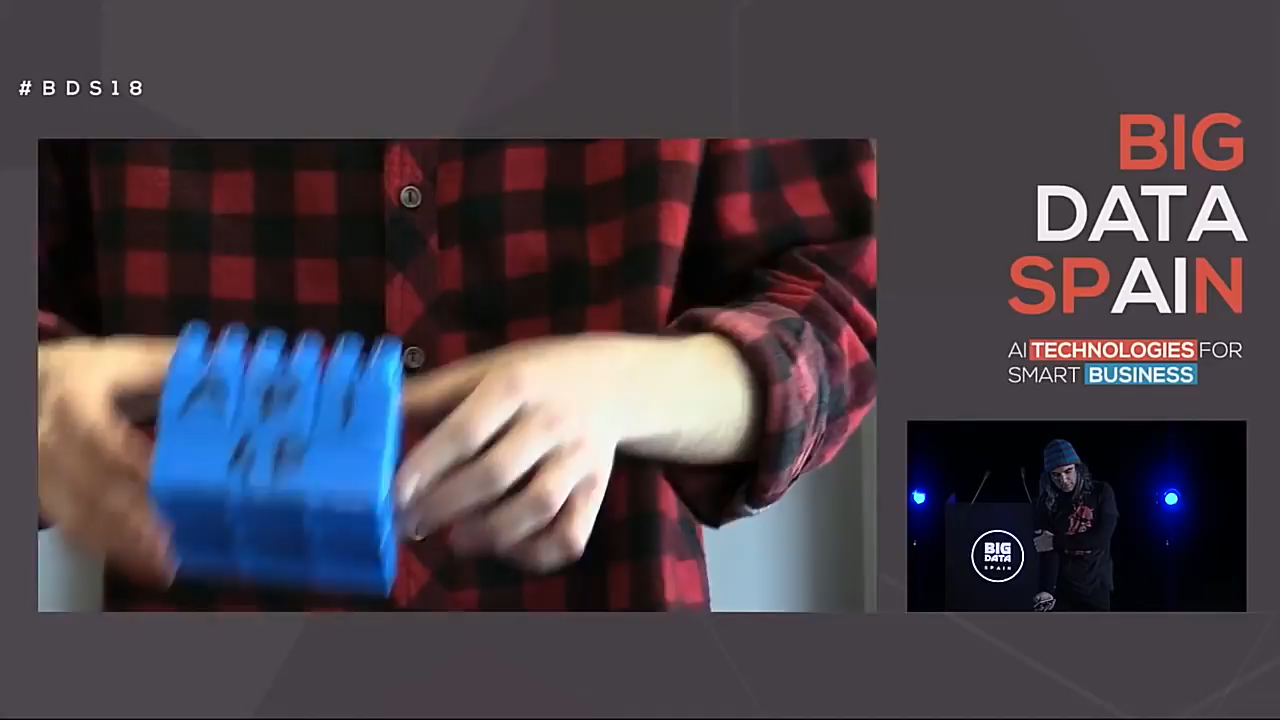 #BDS18
BIG
DATA
SPAIN
AI TECHNOLOGIES FOR
SMART BUSINESS
BIG
DATA
SPAIN